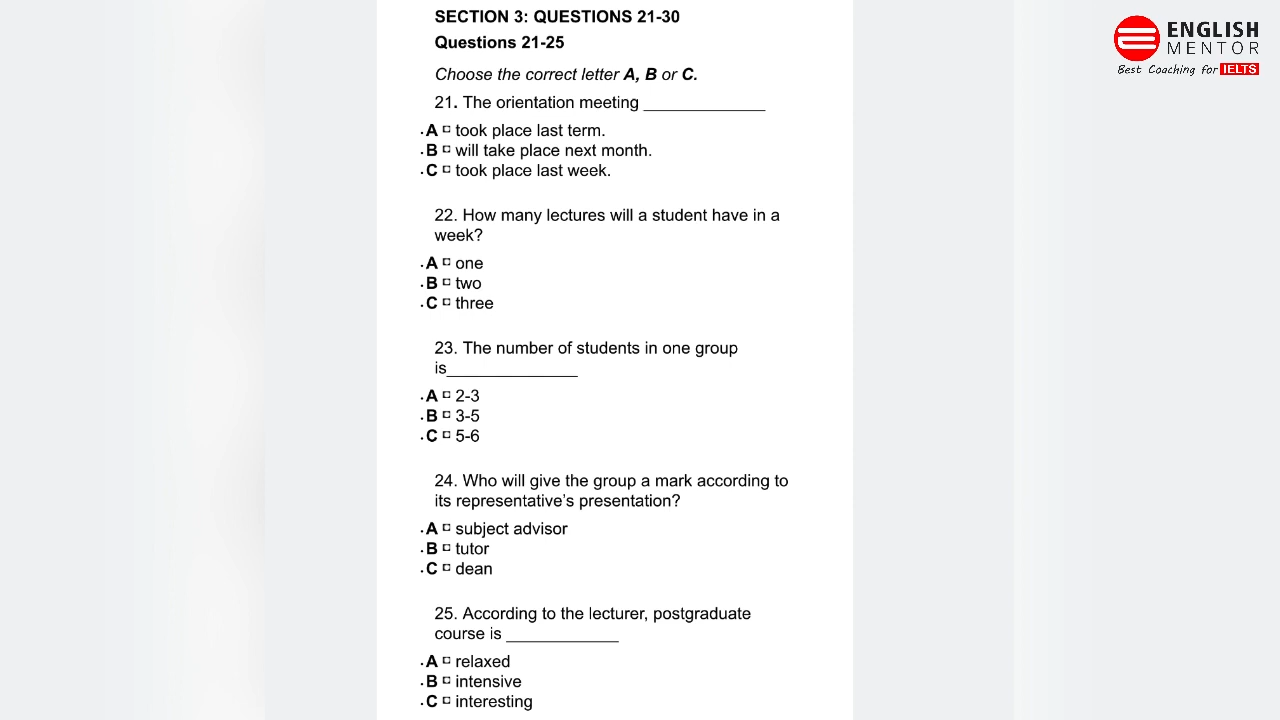 SECTION 3: QUESTIONS 21-30
Questions 21-25
Choose the correct letter A, B or C.
21. The orientation meeting _____________
A took place last term.
B will take place next month.
C took place last week.
22. How many lectures will a student have in a
week?
A one
B two
C three
23. The number of students in one group
is______________
A 2-3
B 3-5
C 5-6
24. Who will give the group a mark according to
its representative's presentation?
A subject advisor
B tutor
C dean
25. According to the lecturer, postgraduate
course is ____________
A relaxed
B intensive
C interesting
ENGLISH
MENTOR
Best Coaching for IELTS